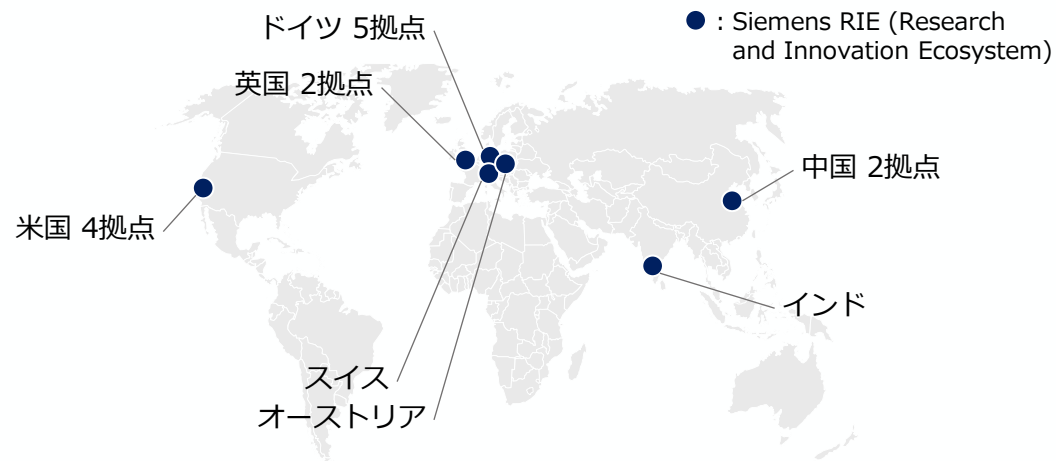 ドイツ 5拠点
: Siemens RIE (Research
and Innovation Ecosystem)
英国 2拠点
中国 2拠点
米国 4拠点
インド
スイス
オーストリア